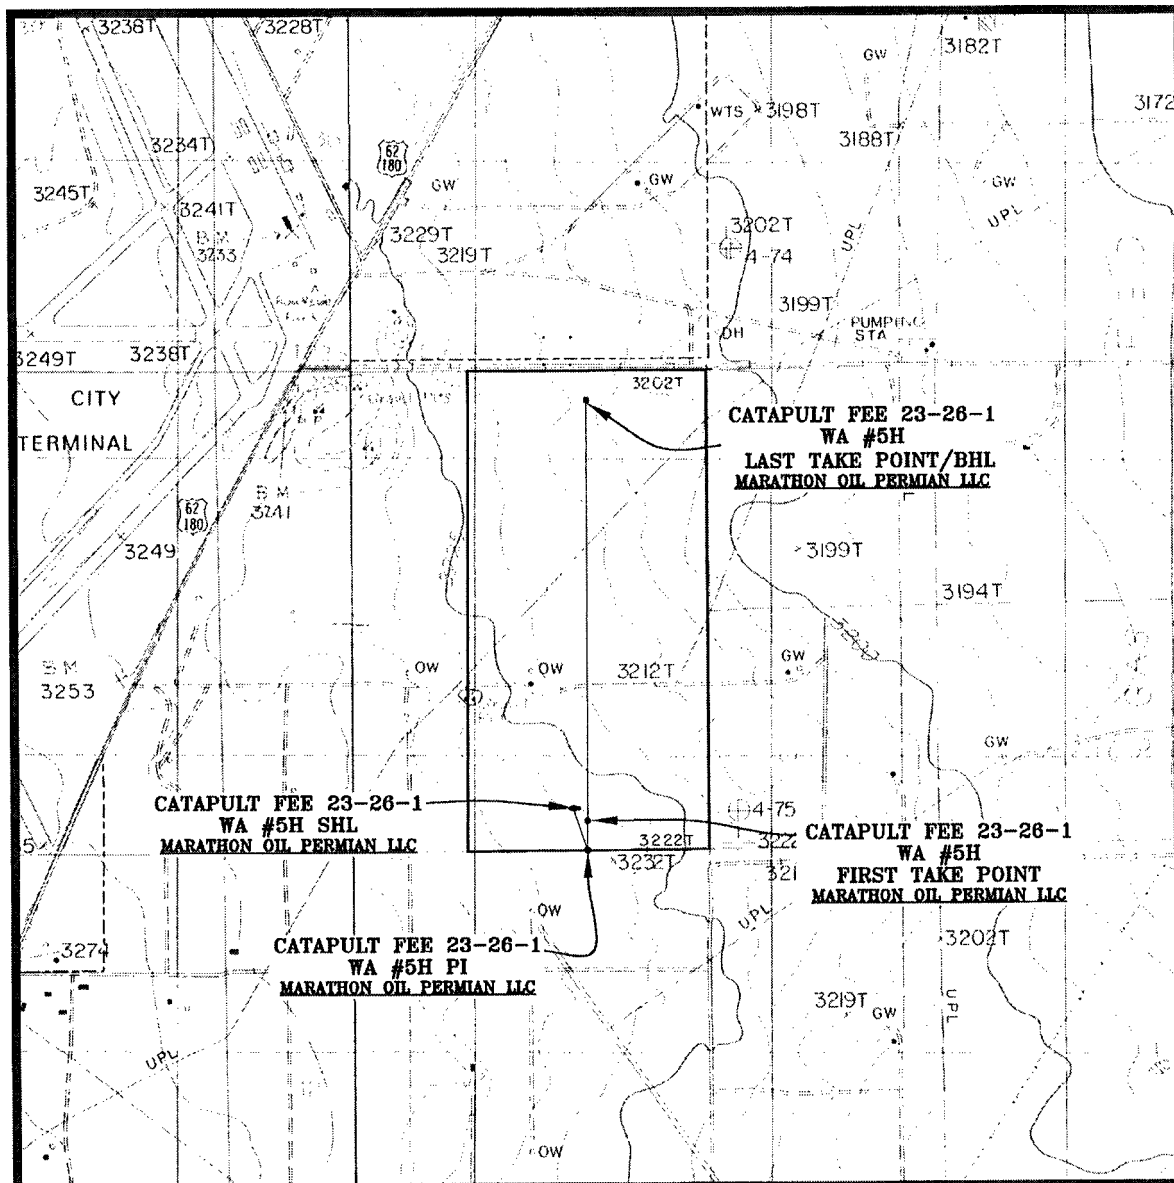 3238T
3228T
GW
3182T
3172
WTS
3198T
3188T
62
180
3234T
3245T
GW
GW
GW
UPL
3241T
B M
3233
3229T
3219T
3202T
4-74
UPL
3199T
PUMPING
STA
DH
3249T
3238T
3202T
CITY
TERMINAL
CATAPULT FEE 23-26-1
WA #5H
LAST TAKE POINT/BHL
MARATHON OIL PERMIAN LLC
B M
3241
62
180
3249
3199T
3194T
OW
OW
3212T
GW
B M
3253
GW
CATAPULT FEE 23-26-1
WA #5H SHL
MARATHON OIL PERMIAN LLC
4-75
3222T
3232T
CATAPULT FEE 23-26-1
WA #5H
FIRST TAKE POINT
MARATHON OIL PERMIAN LLC
OW
UPL
3202T
3274
CATAPULT FEE 23-26-1
WA #5H PI
MARATHON OIL PERMIAN LLC
3219T
GW
UPL
UPL
OW